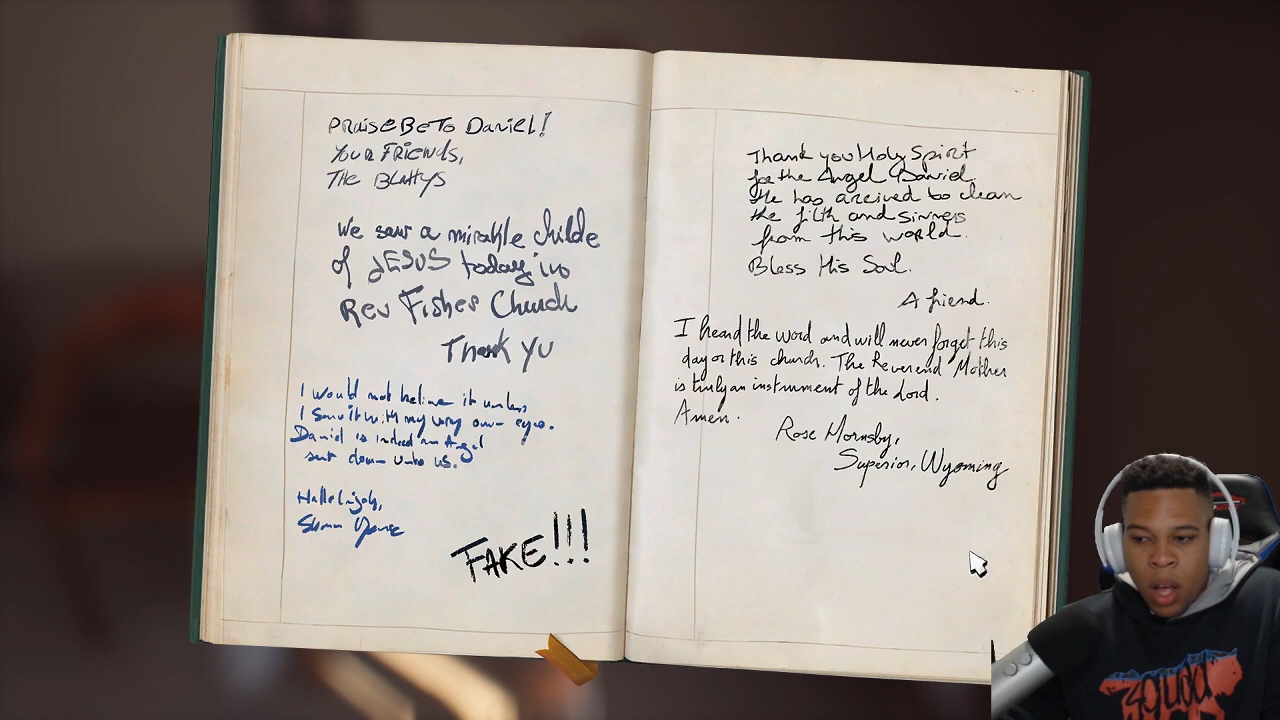 PRaiSE BeTo Daniel!
YouR FRiends,
THe BLattys
We saw a mirakle childe
of JESUS today in
Rev Fisher Church
Thank YU
I would not believe it unless
I saw it with my very own eyes.
Daniel is indeed an Angel
sent down unto us.
Hallelujah,
FAKE!!!
Thank you Holy Spirit
for the Angel Daniel.
He has arrived to clean
the filth and sinners
from this world.
Bless His Soul.
A friend.
I heard the word and will never forget this
day or this church. The Reverend Mother
is truly an instrument of the Lord.
Amen.
Rose Mornsby,
Superior, Wyoming